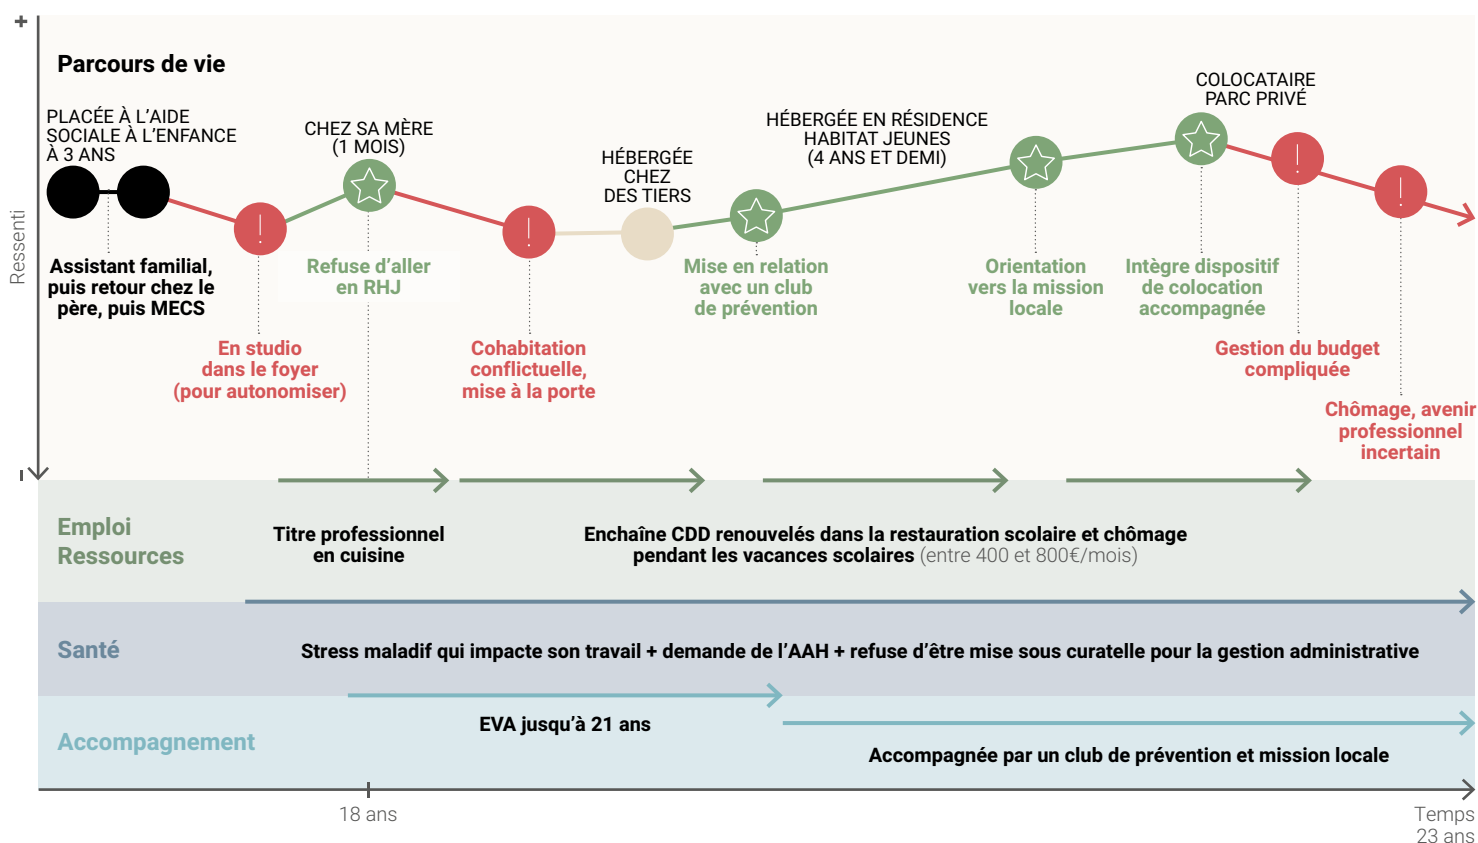 +
Parcours de vie
PLACÉE À L’AIDE
SOCIALE À L’ENFANCE
À 3 ANS
CHEZ SA MÈRE
(1 MOIS)
HÉBERGÉE
CHEZ
DES TIERS
HÉBERGÉE EN RÉSIDENCE
HABITAT JEUNES
(4 ANS ET DEMI)
COLOCATAIRE
PARC PRIVÉ
Ressenti
Assistant familial,
puis retour chez le
père, puis MECS
En studio
dans le foyer
(pour autonomiser)
Refuse d’aller
en RHJ
Cohabitation
conflictuelle,
mise à la porte
Mise en relation
avec un club
de prévention
Orientation
vers la mission
locale
Intègre dispositif
de colocation
accompagnée
Gestion du budget
compliquée
Chômage, avenir
professionnel
incertain
Emploi
Ressources
Titre professionnel
en cuisine
Enchaîne CDD renouvelés dans la restauration scolaire et chômage
pendant les vacances scolaires (entre 400 et 800€/mois)
Santé
Stress maladif qui impacte son travail + demande de l’AAH + refuse d’être mise sous curatelle pour la gestion administrative
Accompagnement
EVA jusqu’à 21 ans
Accompagnée par un club de prévention et mission locale
18 ans
Temps
23 ans